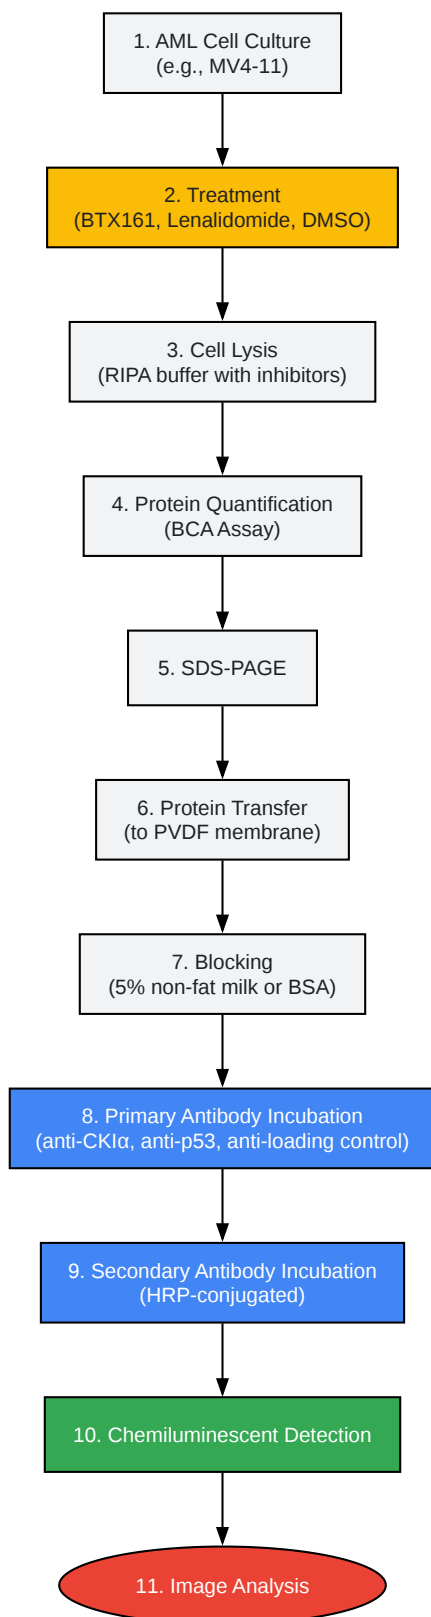 1. AML Cell Culture
(e.g., MV4-11)
2. Treatment
(BTX161, Lenalidomide, DMSO)
3. Cell Lysis
(RIPA buffer with inhibitors)
4. Protein Quantification
(BCA Assay)
5. SDS-PAGE
6. Protein Transfer
(to PVDF membrane)
7. Blocking
(5% non-fat milk or BSA)
8. Primary Antibody Incubation
(anti-CKIα, anti-p53, anti-loading control)
9. Secondary Antibody Incubation
(HRP-conjugated)
10. Chemiluminescent Detection
11. Image Analysis